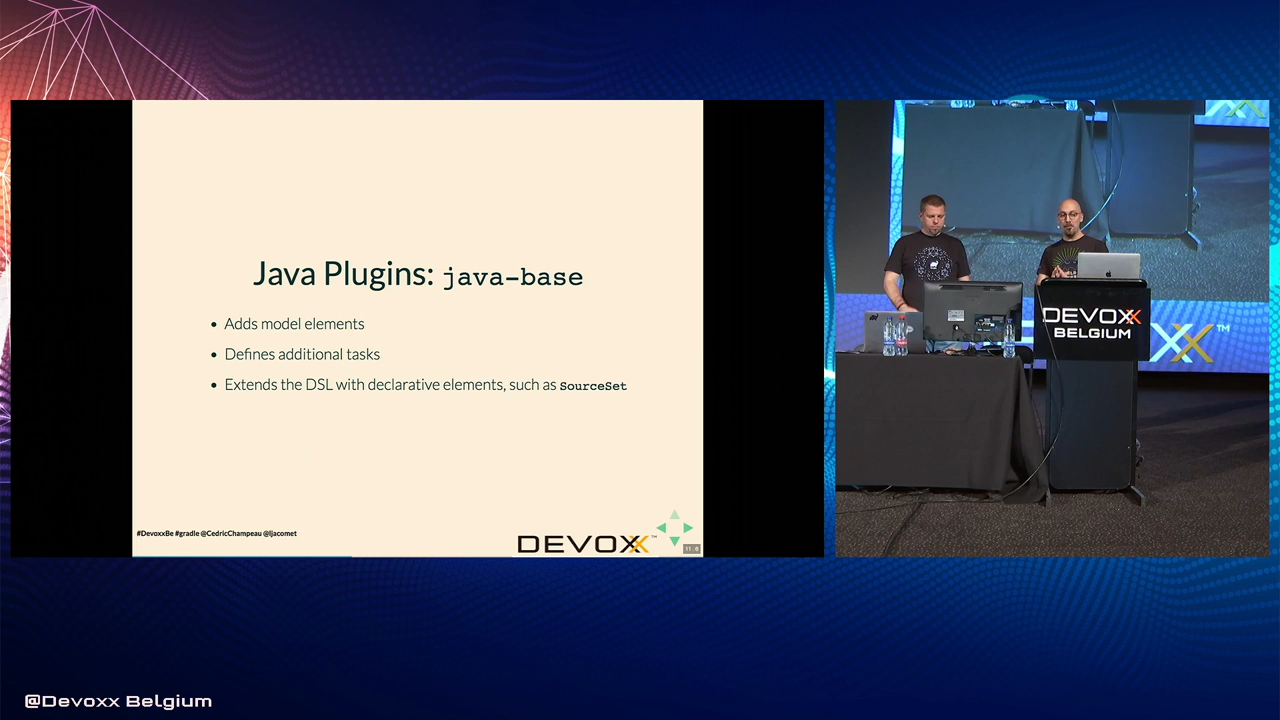 Java Plugins: java-base
• Adds model elements
• Defines additional tasks
• Extends the DSL with declarative elements, such as SourceSet
#DevoxxBe #gradle @CedricChampeau @ljacomet
DEVOXX™
DEVOXX
BELGIUM
@Devoxx Belgium